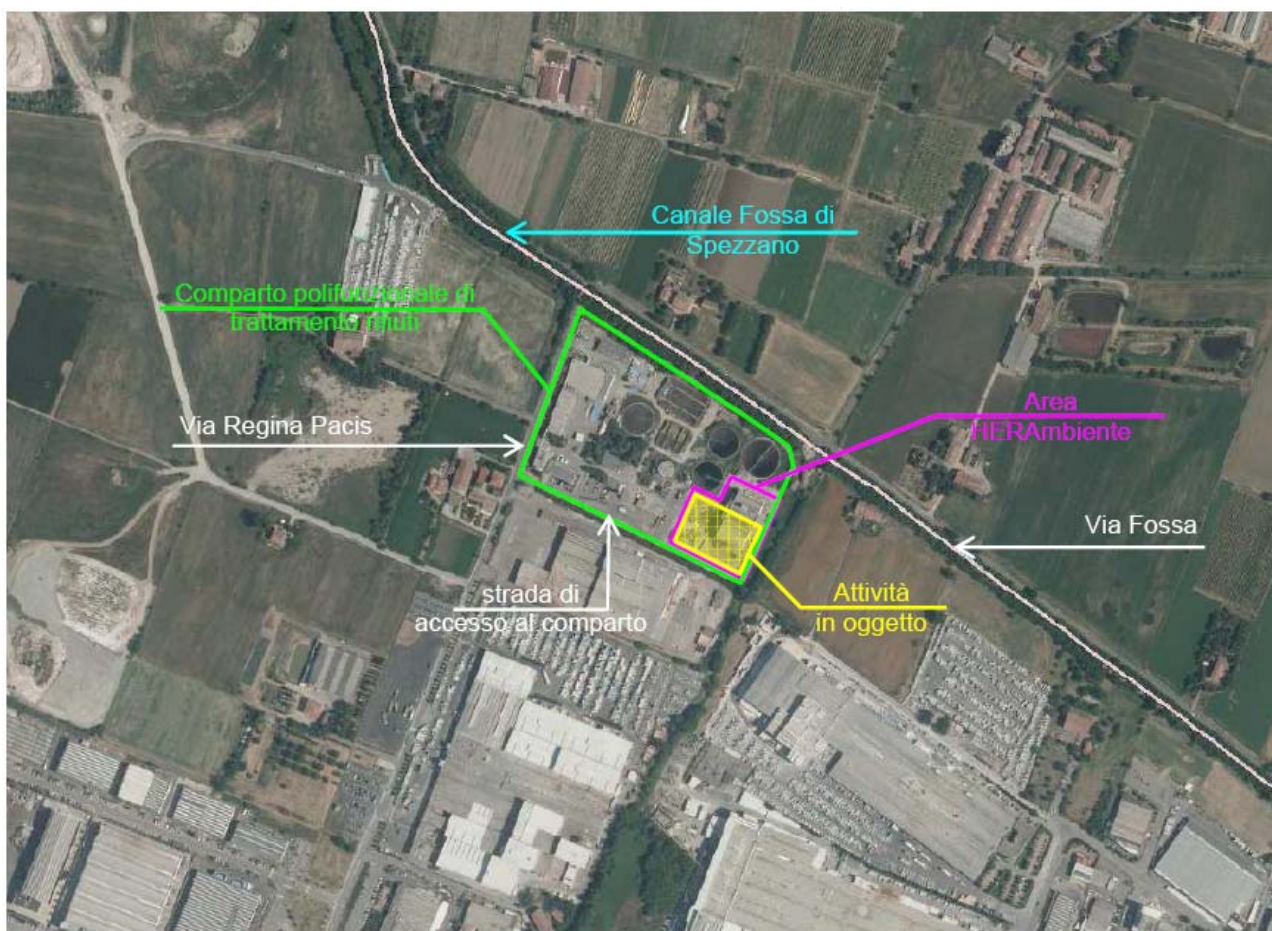 Canale Fossa di
Spezzano
Comparto polifunzionale di
trattamento rifiuti
Via Regina Pacis
Area
HERAmbiente
Via Fossa
strada di
accesso al comparto
Attività
in oggetto